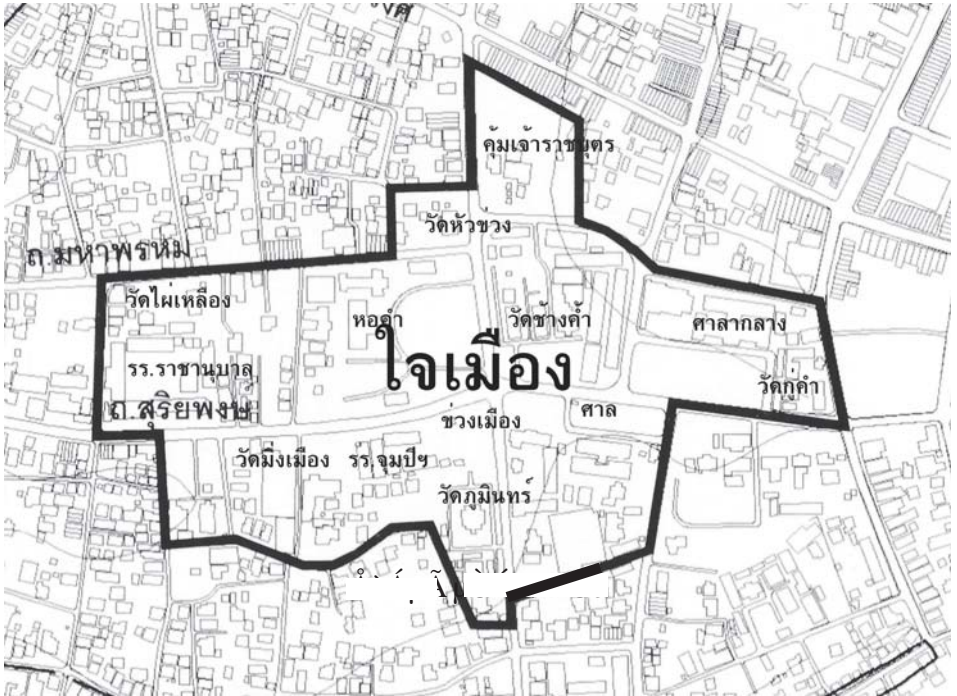 คุ้มเจ้าราชบุตร
วัดหัวข่วง
ถ.มหาพรหม
วัดไผ่เหลือง
หอคำ
วัดช้างค้ำ
ศาลากลาง
ใจเมือง
รร.ราชานุบาล
วัดกู่คำ
ถ.สุริยพงษ์
ข่วงเมือง
ศาล
วัดมิ่งเมือง
รร.จุมปีฯ
วัดภูมินทร์